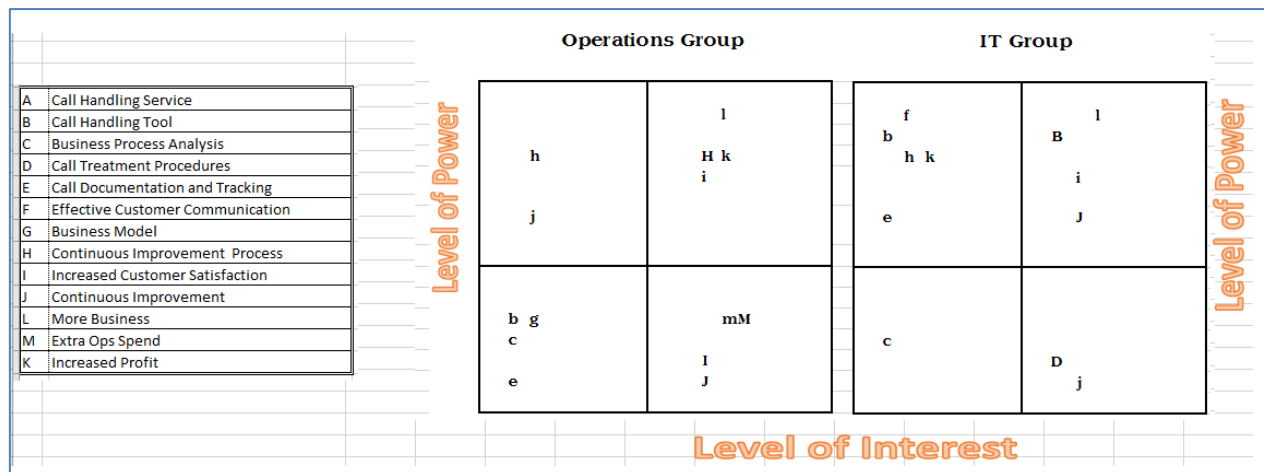 Operations Group
IT Group
A Call Handling Service
B Call Handling Tool
C Business Process Analysis
D Call Treatment Procedures
E Call Documentation and Tracking
F Effective Customer Communication
G Business Model
H Continuous Improvement Process
I Increased Customer Satisfaction
J Continuous Improvement
L More Business
M Extra Ops Spend
K Increased Profit
Level of Power
h
j
l
H k
i
b g
c
e
mM
I
J
f
b
h k
e
l
B
i
J
c
D
j
Level of Power
Level of Interest